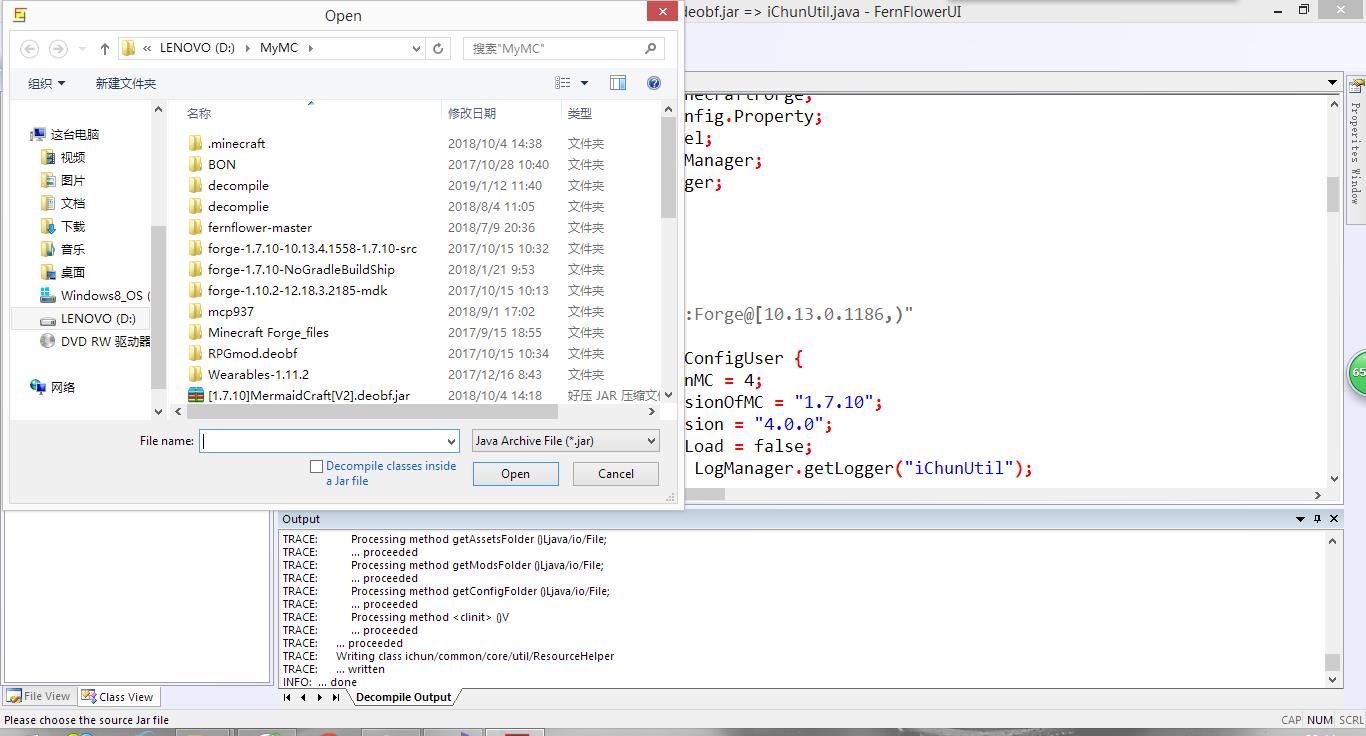 Open
deobf.jar => iChunUtil.java - FernFlowerUI
« LENOVO (D:) MyMC
搜索"MyMC"
组织
新建文件夹
名称 修改日期 类型
这台电脑
视频
图片
文档
下载
音乐
桌面
Windows8_OS (
LENOVO (D:)
DVD RW 驱动器
网络
.minecraft 2018/10/4 14:38 文件夹
BON 2017/10/28 10:40 文件夹
decompile 2019/1/12 11:40 文件夹
decomplie 2018/8/4 11:05 文件夹
fernflower-master 2018/7/9 20:36 文件夹
forge-1.7.10-10.13.4.1558-1.7.10-src 2017/10/15 10:32 文件夹
forge-1.7.10-NoGradleBuildShip 2018/1/21 9:53 文件夹
forge-1.10.2-12.18.3.2185-mdk 2017/10/15 10:13 文件夹
mcp937 2018/9/1 17:02 文件夹
Minecraft Forge_files 2017/9/15 18:55 文件夹
RPGmod.deobf 2017/10/15 10:34 文件夹
Wearables-1.11.2 2017/12/16 8:43 文件夹
[1.7.10]MermaidCraft[V2].deobf.jar 2018/10/4 14:18 好压 JAR 压缩文
File name:
Java Archive File (*.jar)
Decompile classes inside
a Jar file
Open
Cancel
necraftForge;
nfig.Property;
el;
Manager;
ger;
:Forge@[10.13.0.1186,)"
ConfigUser {
nMC = 4;
sionOfMC = "1.7.10";
sion = "4.0.0";
Load = false;
LogManager.getLogger("iChunUtil");
Properites Window
65
Output
TRACE: Processing method getAssetsFolder ()Ljava/io/File;
TRACE: ... proceeded
TRACE: Processing method getModsFolder ()Ljava/io/File;
TRACE: ... proceeded
TRACE: Processing method getConfigFolder ()Ljava/io/File;
TRACE: ... proceeded
TRACE: Processing method <clinit> ()V
TRACE: ... proceeded
TRACE: ... proceeded
TRACE: Writing class ichun/common/core/util/ResourceHelper
TRACE: ... written
INFO: ... done
Decompile Output
File View
Class View
Please choose the source Jar file
CAP NUM SCRL